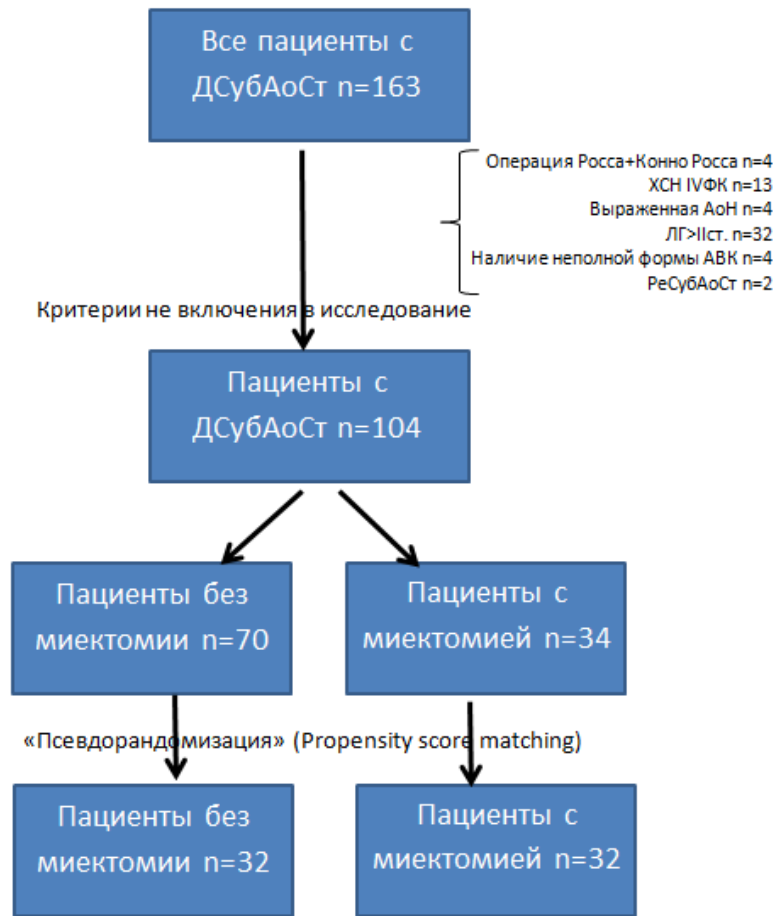 Все пациенты с
ДСубАоСт n=163
Операция Росса+Конно Росса n=4
ХСН IVФК n=13
Выраженная АоН n=4
ЛГ>IIст. n=32
Наличие неполной формы АВК n=4
РеСубАоСт n=2
Критерии не включения в исследование
Пациенты с
ДСубАоСт n=104
Пациенты без
миектомии n=70
Пациенты с
миектомией n=34
«Псевдорандомизация» (Propensity score matching)
Пациенты без
миектомии n=32
Пациенты с
миектомией n=32